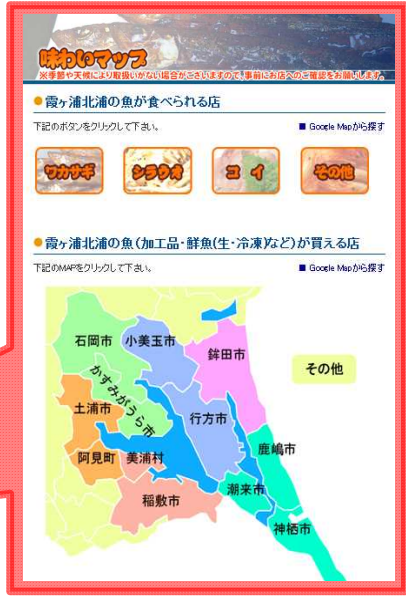 味わいマップ
※季節や天候により取扱いがない場合がございますので、事前にお店へのご確認をお願いします。
●霞ヶ浦北浦の魚が食べられる店
下記のボタンをクリックして下さい。 ■ Google Mapから探す
ワカサギ シラウオ コイ その他
●霞ヶ浦北浦の魚(加工品・鮮魚(生・冷凍)など)が買える店
下記のMAPをクリックして下さい。 ■ Google Mapから探す
石岡市 小美玉市 鉾田市
その他
かすみがうら市
土浦市 行方市
阿見町 美浦村 鹿嶋市
稲敷市 潮来市
神栖市